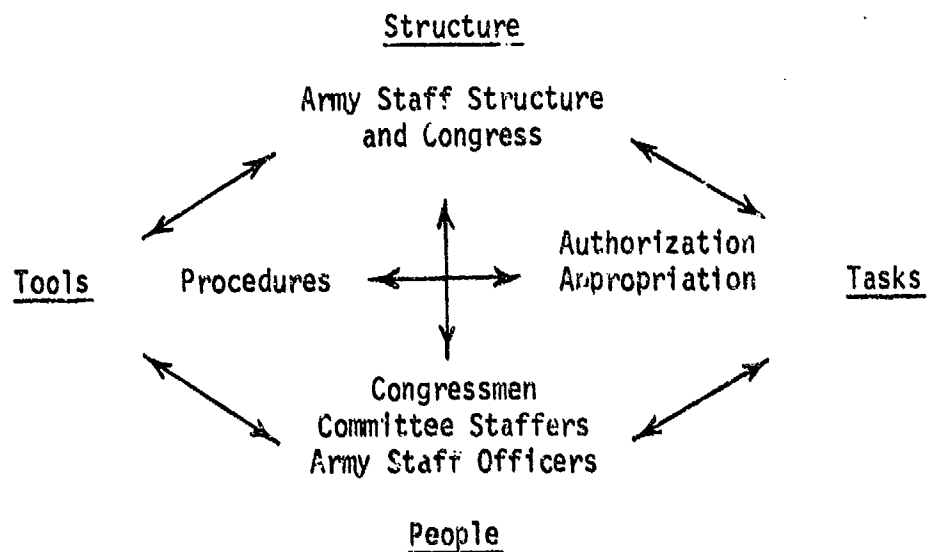 Structure
Army Staff Structure
and Congress
Authorization
Tools Procedures Appropriation Tasks
Congressmen
Committee Staffers
Army Staff Officers
People